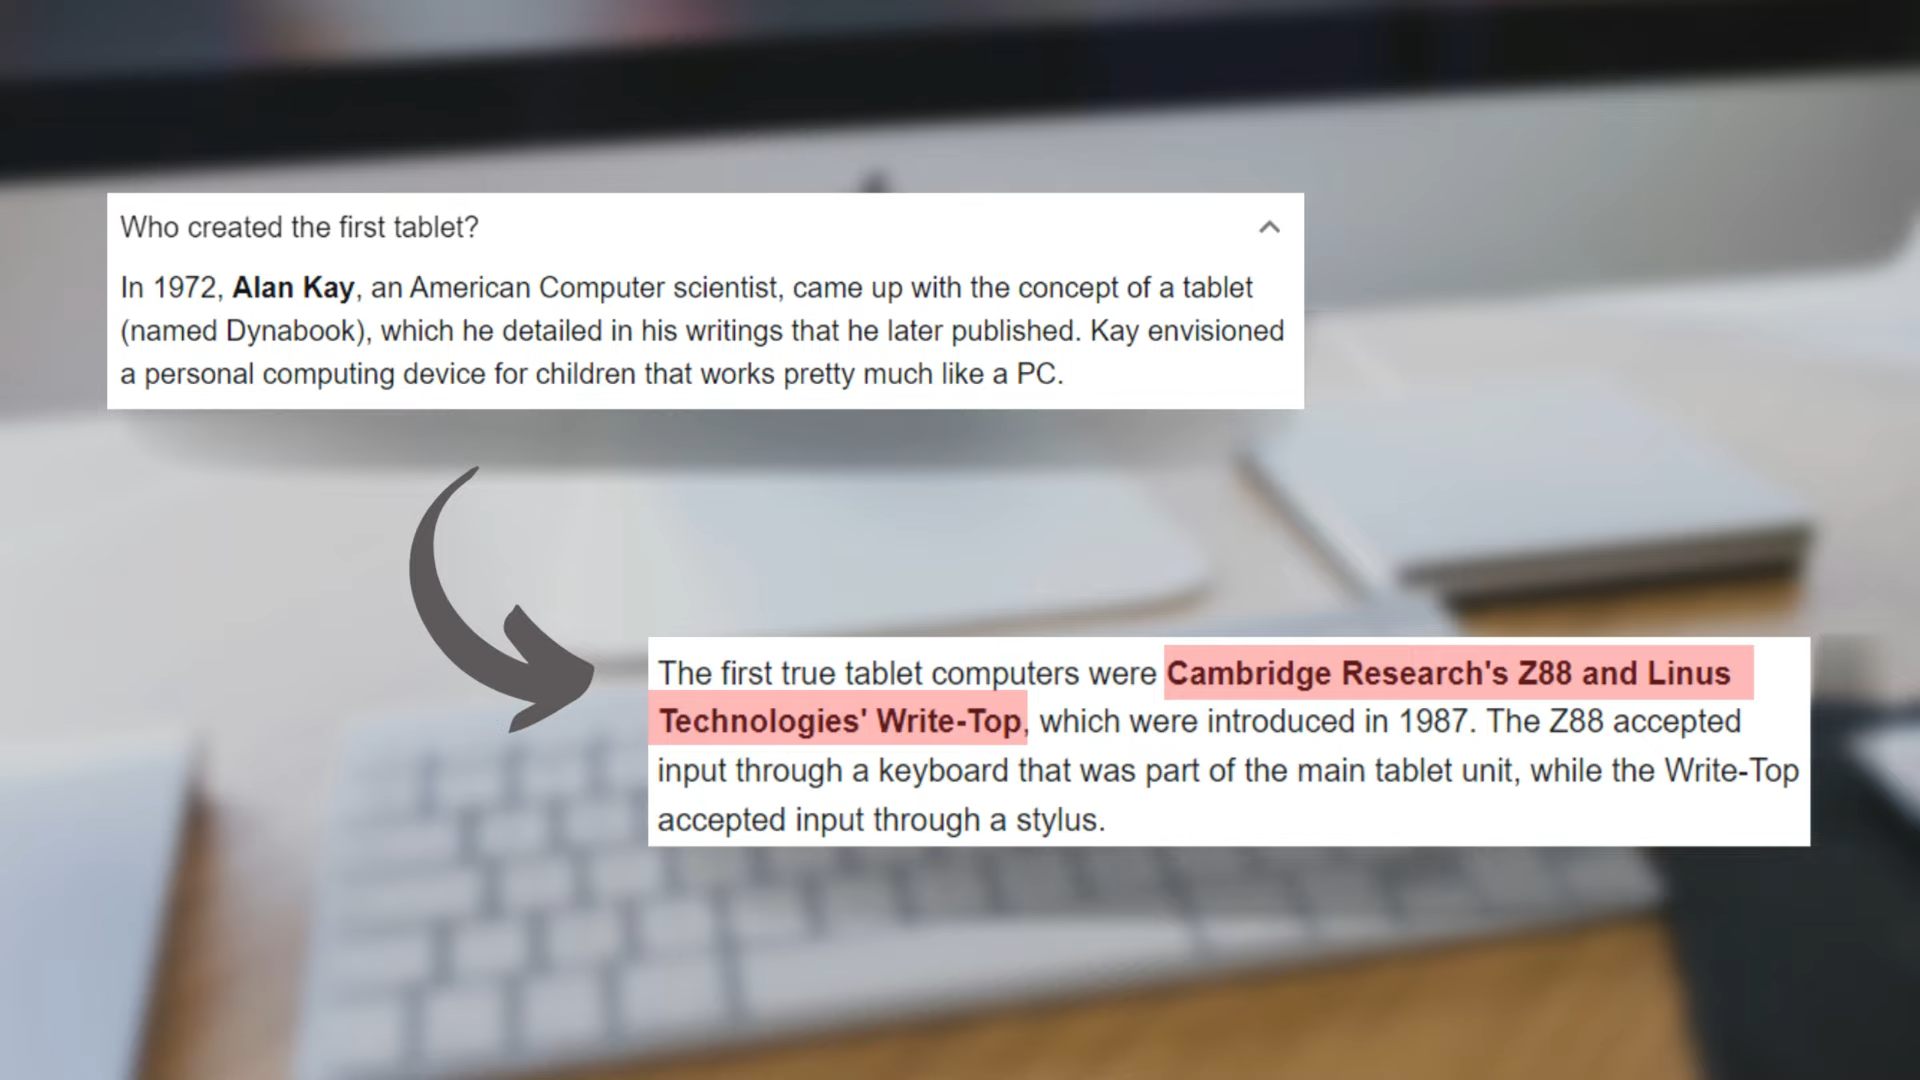 Who created the first tablet?
In 1972, Alan Kay, an American Computer scientist, came up with the concept of a tablet
(named Dynabook), which he detailed in his writings that he later published. Kay envisioned
a personal computing device for children that works pretty much like a PC.
The first true tablet computers were Cambridge Research's Z88 and Linus
Technologies' Write-Top, which were introduced in 1987. The Z88 accepted
input through a keyboard that was part of the main tablet unit, while the Write-Top
accepted input through a stylus.